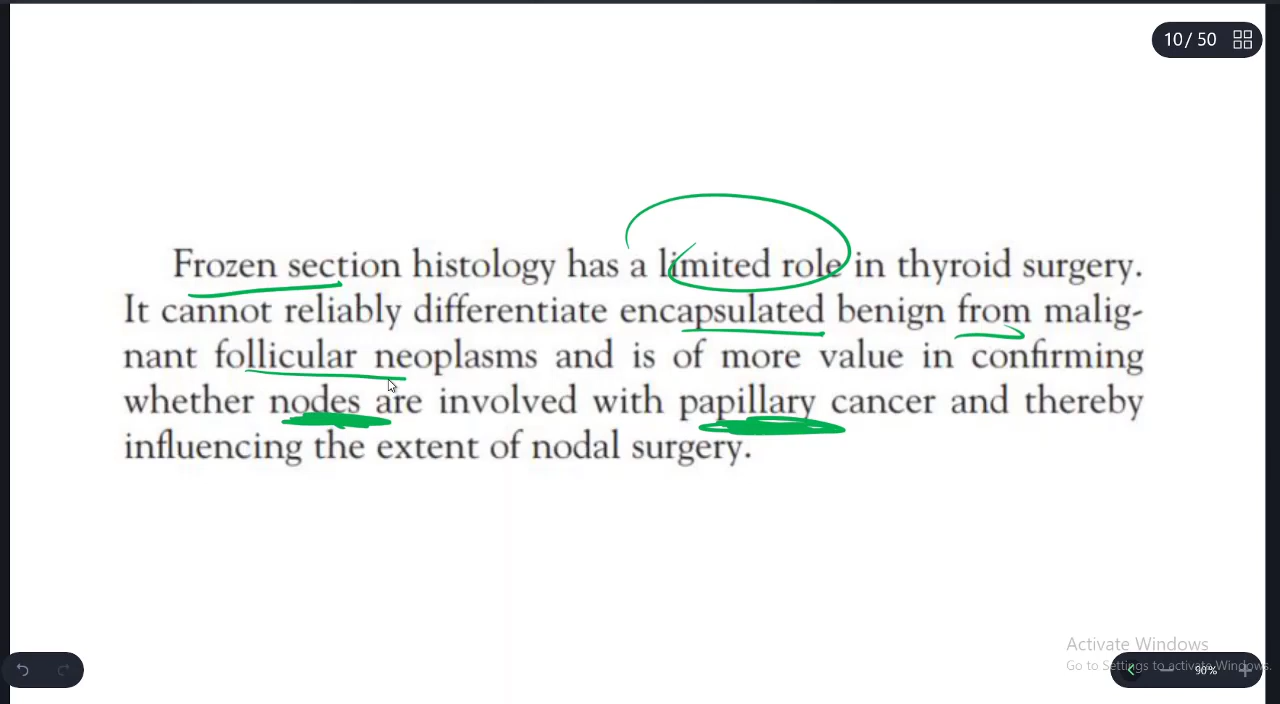 10/ 50
Frozen section histology has a limited role in thyroid surgery.
It cannot reliably differentiate encapsulated benign from malig-
nant follicular neoplasms and is of more value in confirming
whether nodes are involved with papillary cancer and thereby
influencing the extent of nodal surgery.
Activate Windows
Go to Settings to activate Windows.
90%